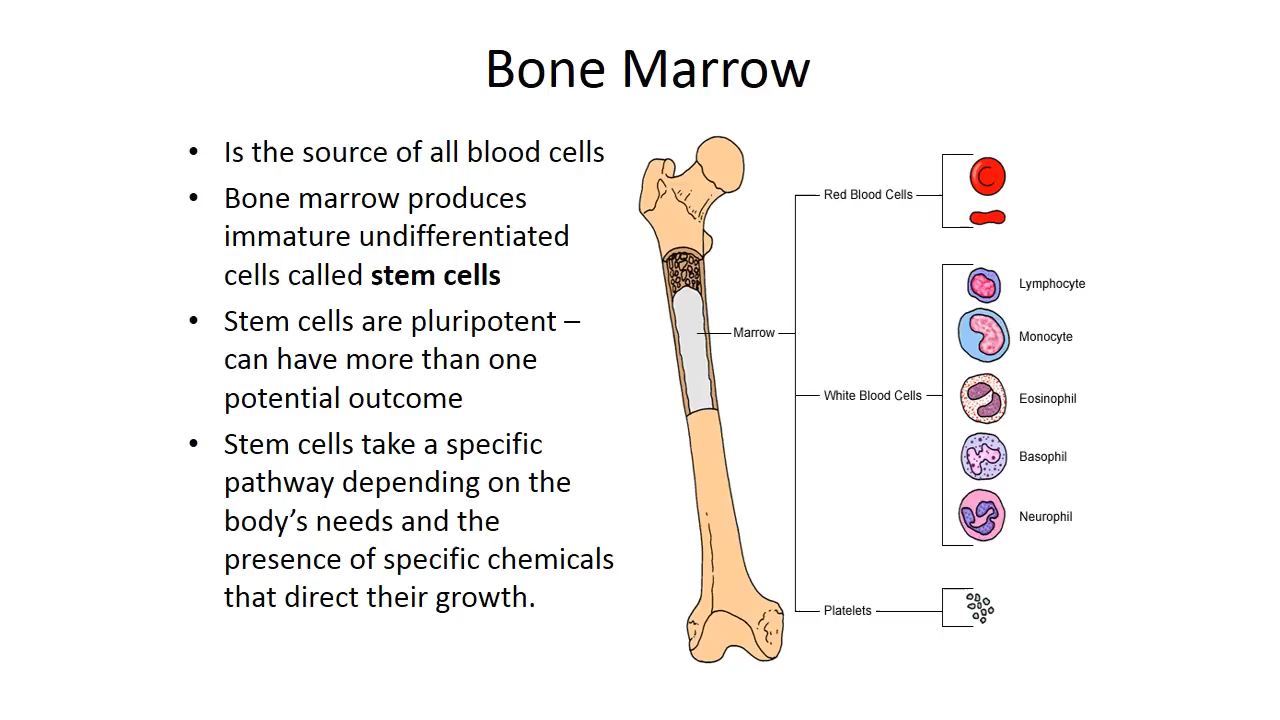 Bone Marrow
• Is the source of all blood cells
• Bone marrow produces
immature undifferentiated
cells called stem cells
• Stem cells are pluripotent –
can have more than one
potential outcome
• Stem cells take a specific
pathway depending on the
body’s needs and the
presence of specific chemicals
that direct their growth.
Marrow
Red Blood Cells
White Blood Cells
Lymphocyte
Monocyte
Eosinophil
Basophil
Neurophil
Platelets